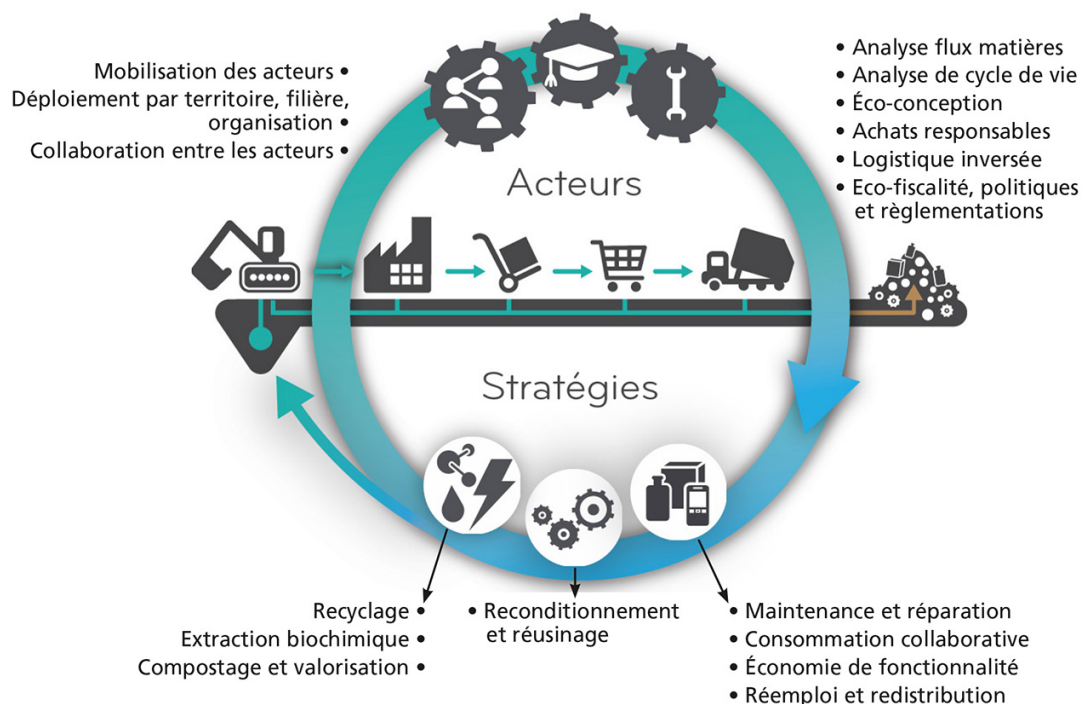 Mobilisation des acteurs •
Déploiement par territoire, filière,
organisation •
Collaboration entre les acteurs •
• Analyse flux matières
• Analyse de cycle de vie
• Éco-conception
• Achats responsables
• Logistique inversée
• Eco-fiscalité, politiques
et règlementations
Acteurs
Stratégies
Recyclage •
Extraction biochimique •
Compostage et valorisation •
• Reconditionnement
et réusinage
• Maintenance et réparation
• Consommation collaborative
• Économie de fonctionnalité
• Réemploi et redistribution